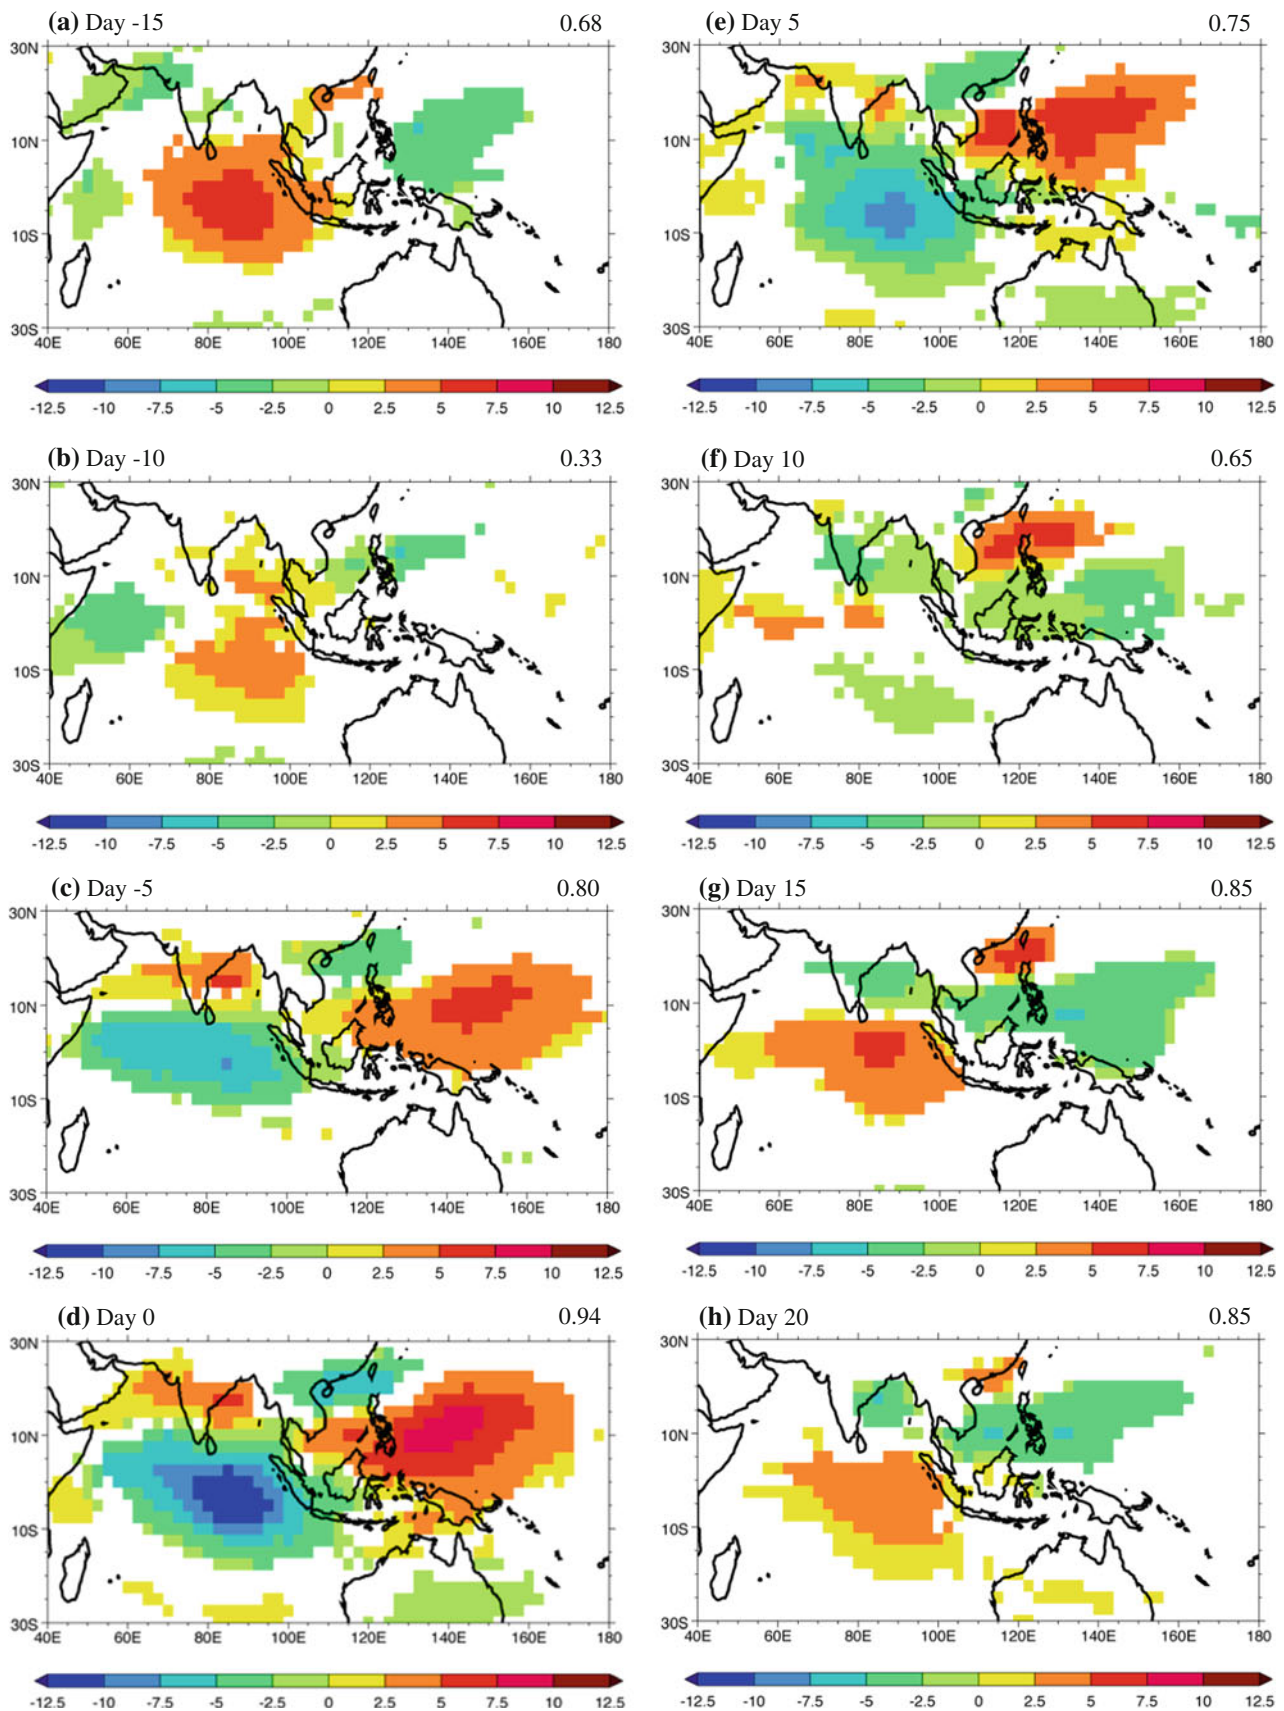 (a) Day -15 0.68
30N
10N
10S
30S
40E 60E 80E 100E 120E 140E 160E 180
-12.5 -10 -7.5 -5 -2.5 0 2.5 5 7.5 10 12.5
(b) Day -10 0.33
30N
10N
10S
30S
40E 60E 80E 100E 120E 140E 160E 180
-12.5 -10 -7.5 -5 -2.5 0 2.5 5 7.5 10 12.5
(c) Day -5 0.80
30N
10N
10S
30S
40E 60E 80E 100E 120E 140E 160E 180
-12.5 -10 -7.5 -5 -2.5 0 2.5 5 7.5 10 12.5
(d) Day 0 0.94
30N
10N
10S
30S
40E 60E 80E 100E 120E 140E 160E 180
-12.5 -10 -7.5 -5 -2.5 0 2.5 5 7.5 10 12.5
(e) Day 5 0.75
30N
10N
10S
30S
40E 60E 80E 100E 120E 140E 160E 180
-12.5 -10 -7.5 -5 -2.5 0 2.5 5 7.5 10 12.5
(f) Day 10 0.65
30N
10N
10S
30S
40E 60E 80E 100E 120E 140E 160E 180
-12.5 -10 -7.5 -5 -2.5 0 2.5 5 7.5 10 12.5
(g) Day 15 0.85
30N
10N
10S
30S
40E 60E 80E 100E 120E 140E 160E 180
-12.5 -10 -7.5 -5 -2.5 0 2.5 5 7.5 10 12.5
(h) Day 20 0.85
30N
10N
10S
30S
40E 60E 80E 100E 120E 140E 160E 180
-12.5 -10 -7.5 -5 -2.5 0 2.5 5 7.5 10 12.5